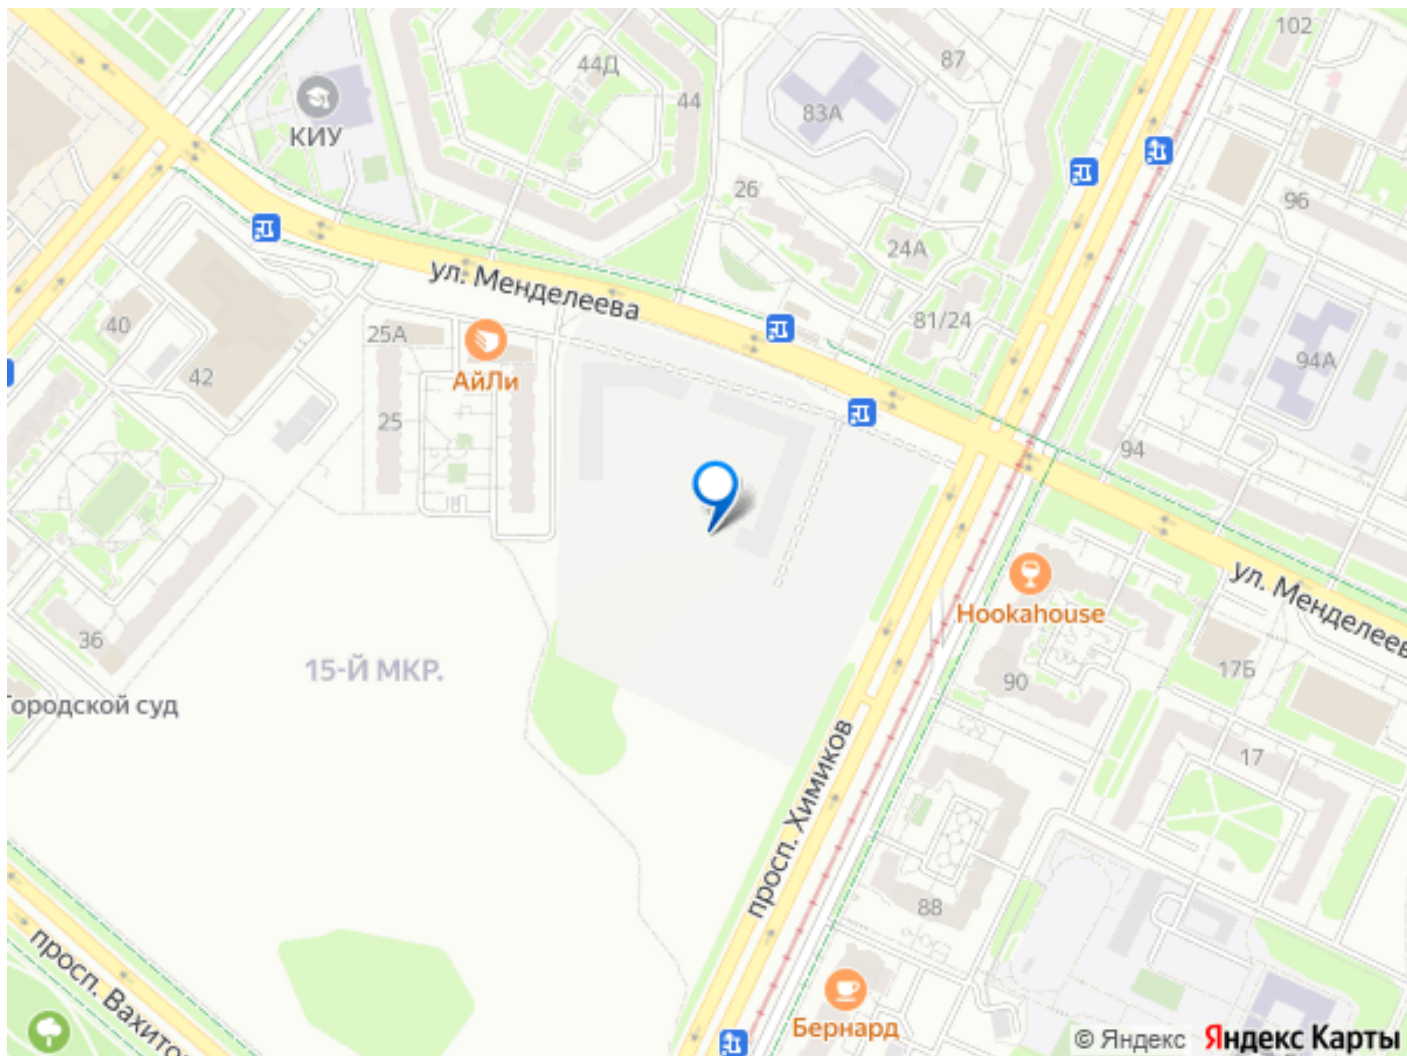 102
87
44Д
44
83А
КИУ
26
96
24А
ул. Менделеева
40
25А
81/24
94А
42
АйЛи
25
94
ул. Менделеев
Hookahouse
36
15-Й МКР.
90
17Б
Городской суд
17
просп. Химиков
88
просп. Вахитов
Бернард
© Яндекс
Яндекс Карты